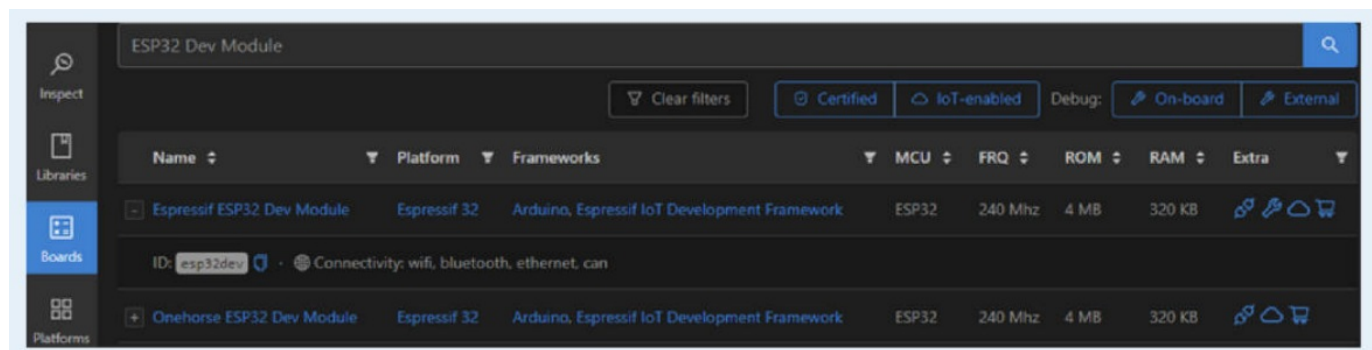 ESP32 Dev Module
Inspect
Clear filters Certified IoT-enabled Debug: On-board External
Libraries
Name Platform Frameworks MCU FRQ ROM RAM Extra
Espressif ESP32 Dev Module Espressif 32 Arduino, Espressif IoT Development Framework ESP32 240 Mhz 4 MB 320 KB
Boards
ID: esp32dev · Connectivity: wifi, bluetooth, ethernet, can
Onehorse ESP32 Dev Module Espressif 32 Arduino, Espressif IoT Development Framework ESP32 240 Mhz 4 MB 320 KB
Platforms